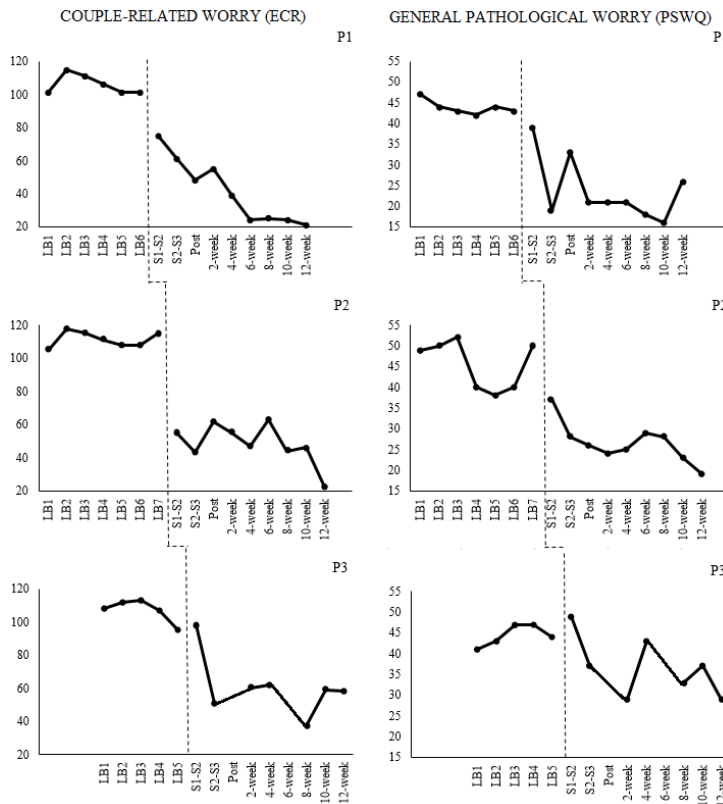 COUPLE-RELATED WORRY (ECR)
GENERAL PATHOLOGICAL WORRY (PSWQ)
P1
120
100
80
60
40
20
LB1
LB2
LB3
LB4
LB5
LB6
S1-S2
S2-S3
Post
2-week
4-week
6-week
8-week
10-week
12-week
P
55
50
45
40
35
30
25
20
15
LB1
LB2
LB3
LB4
LB5
LB6
S1-S2
S2-S3
Post
2-week
4-week
6-week
8-week
10-week
12-week
P2
120
100
80
60
40
20
LB1
LB2
LB3
LB4
LB5
LB6
LB7
S1-S2
S2-S3
Post
2-week
4-week
6-week
8-week
10-week
12-week
P2
55
50
45
40
35
30
25
20
15
LB1
LB2
LB3
LB4
LB5
LB6
LB7
S1-S2
S2-S3
Post
2-week
4-week
6-week
8-week
10-week
12-week
P3
120
100
80
60
40
20
LB1
LB2
LB3
LB4
LB5
S1-S2
S2-S3
Post
2-week
4-week
6-week
8-week
10-week
12-week
P3
55
50
45
40
35
30
25
20
15
LB1
LB2
LB3
LB4
LB5
S1-S2
S2-S3
Post
2-week
4-week
6-week
8-week
10-week
12-week